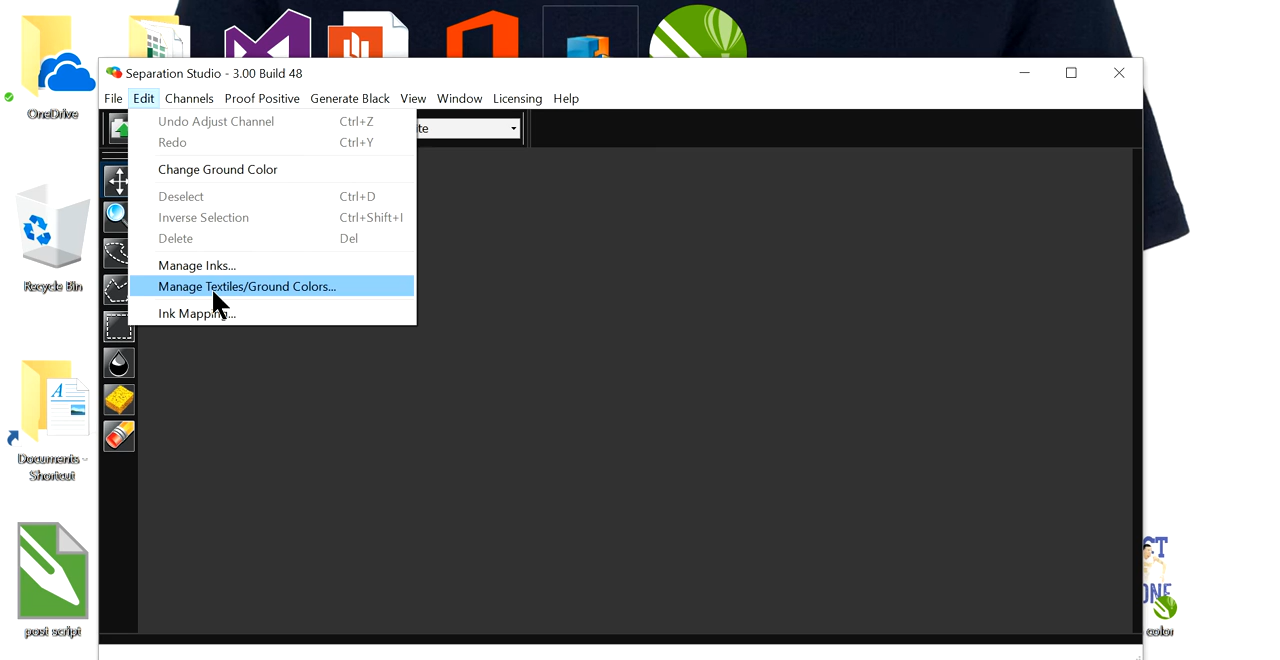 OneDrive
Recycle Bin
Documents -
Shortcut
post script
Separation Studio - 3.00 Build 48
File Edit Channels Proof Positive Generate Black View Window Licensing Help
Undo Adjust Channel Ctrl+Z
Redo Ctrl+Y
Change Ground Color
Deselect Ctrl+D
Inverse Selection Ctrl+Shift+I
Delete Del
Manage Inks...
Manage Textiles/Ground Colors...
Ink Mapping...
color